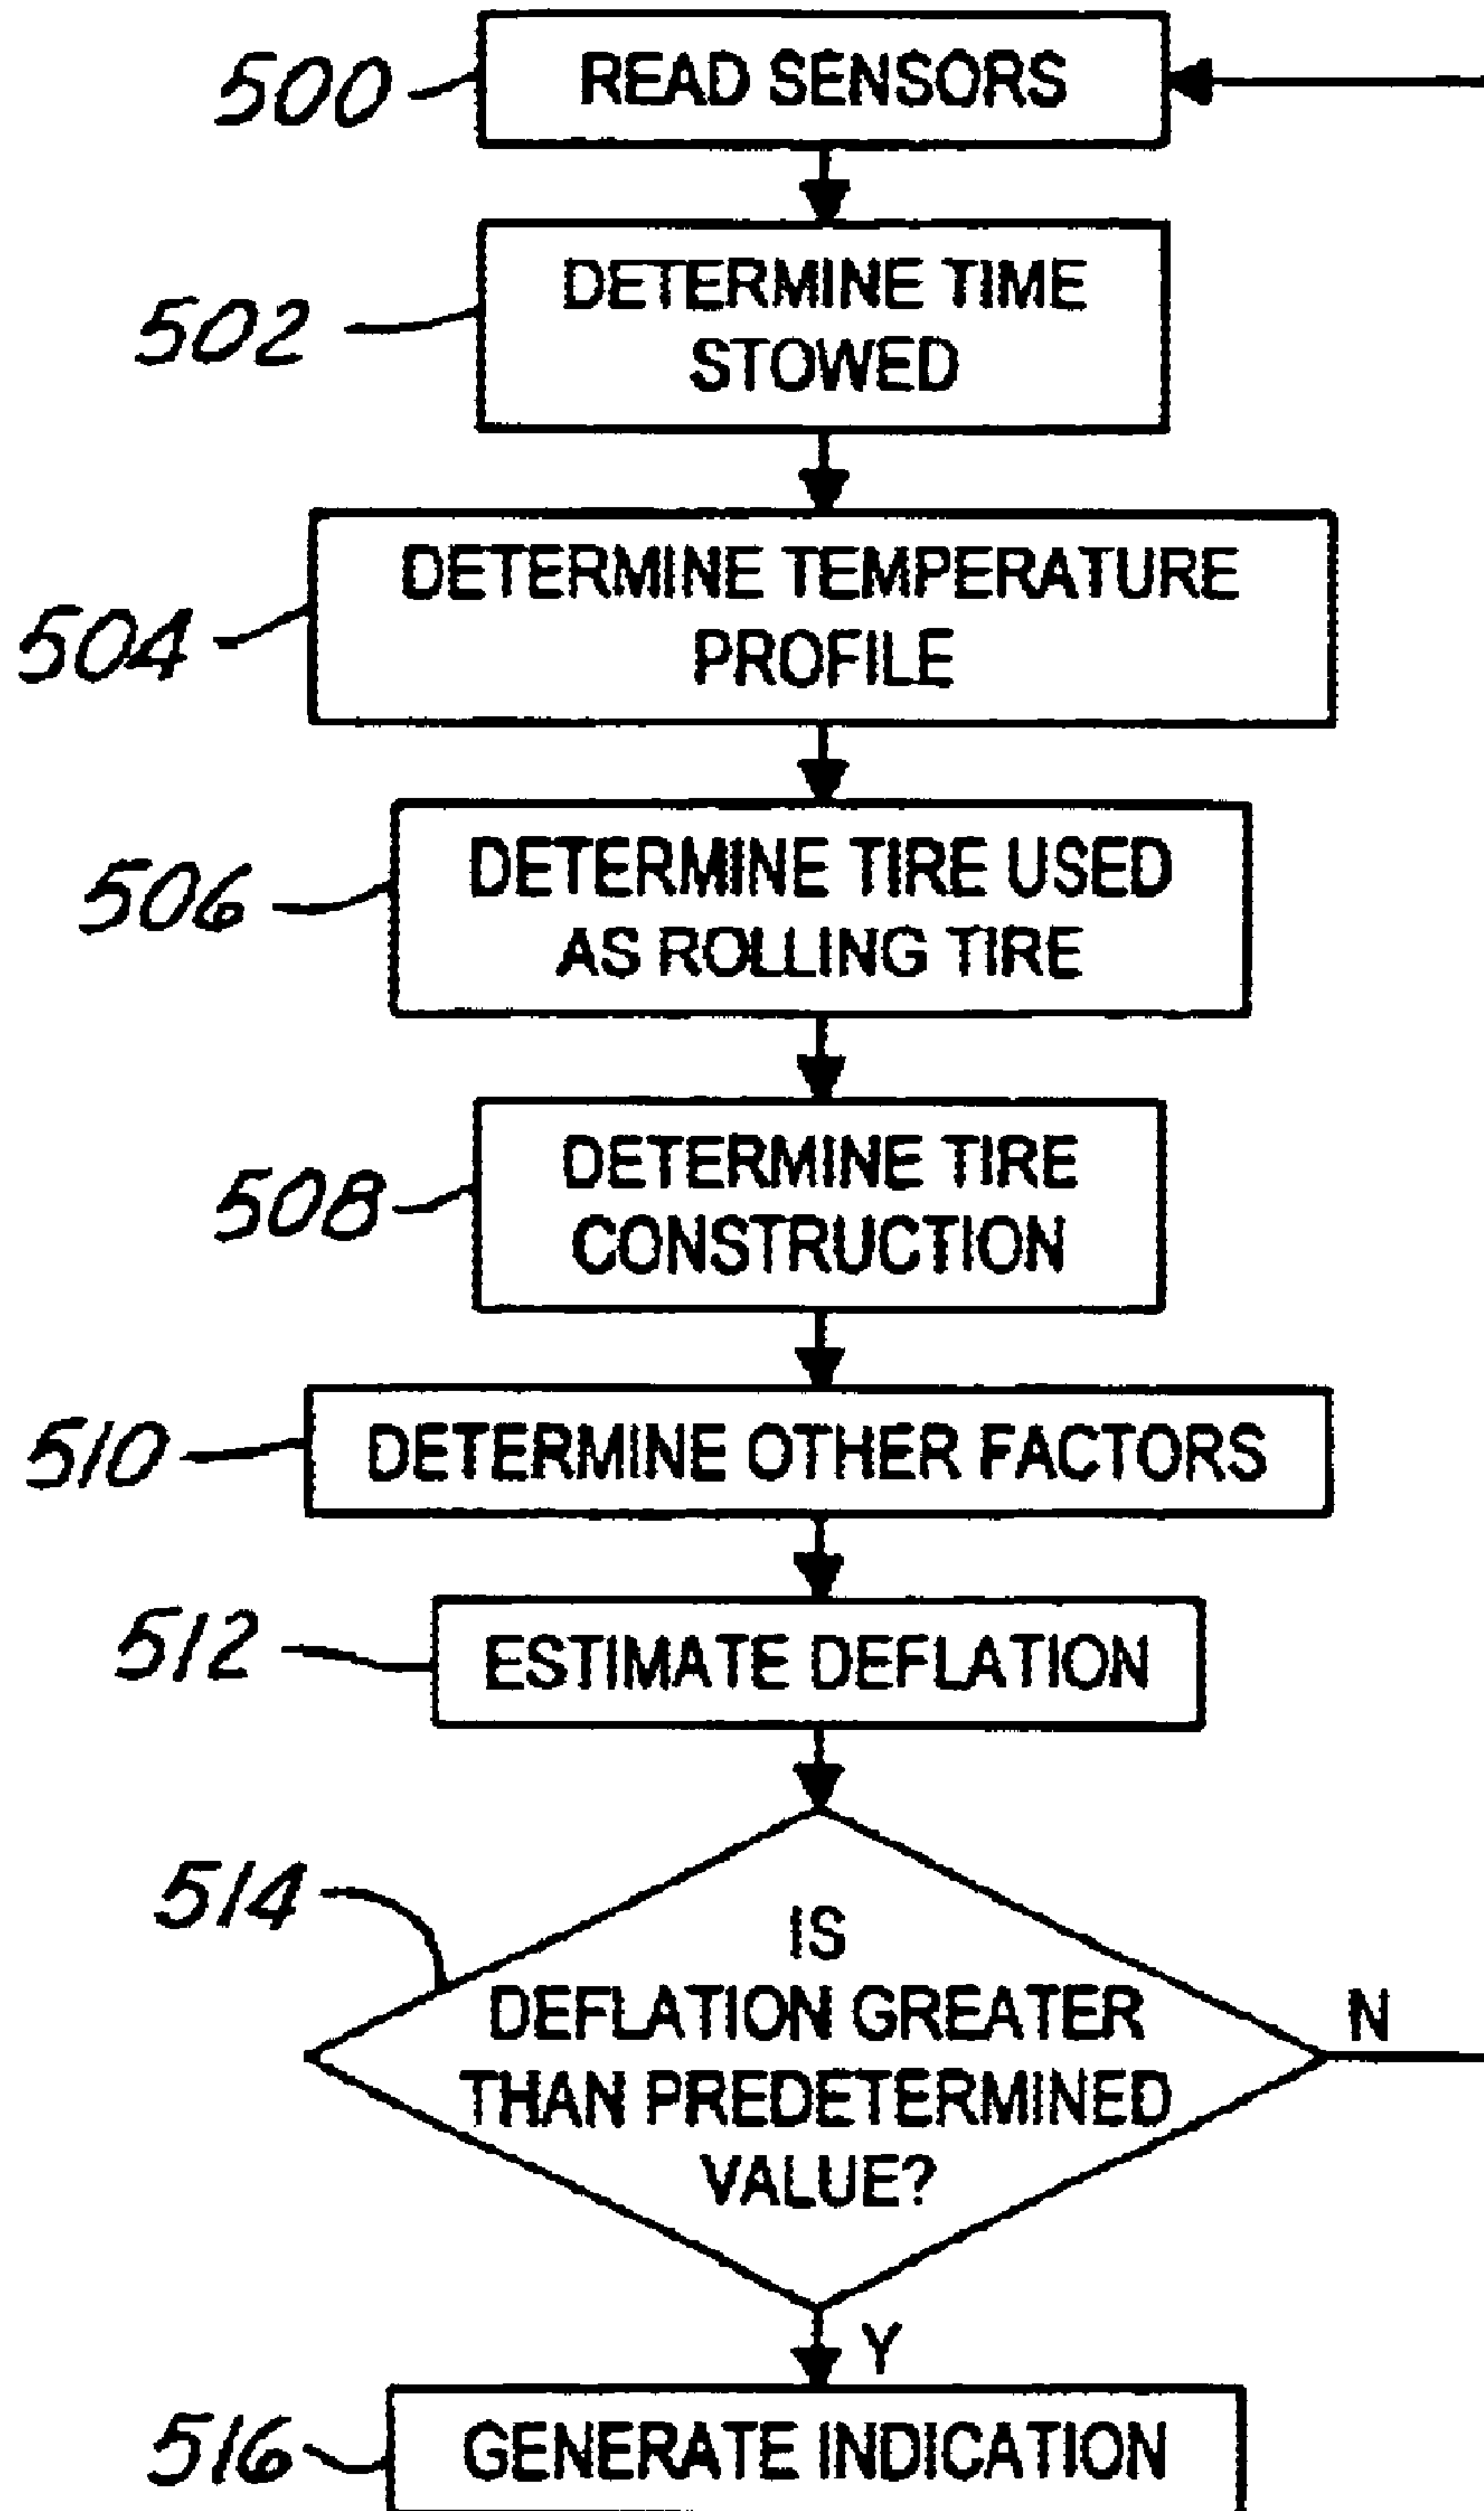 500
READ SENSORS
502
DETERMINE TIME
STOWED
504
DETERMINE TEMPERATURE
PROFILE
506
DETERMINE TIRE USED
AS ROLLING TIRE
508
DETERMINE TIRE
CONSTRUCTION
510
DETERMINE OTHER FACTORS
512
ESTIMATE DEFLATION
514
IS
DEFLATION GREATER
THAN PREDETERMINED
VALUE?
N
Y
516
GENERATE INDICATION